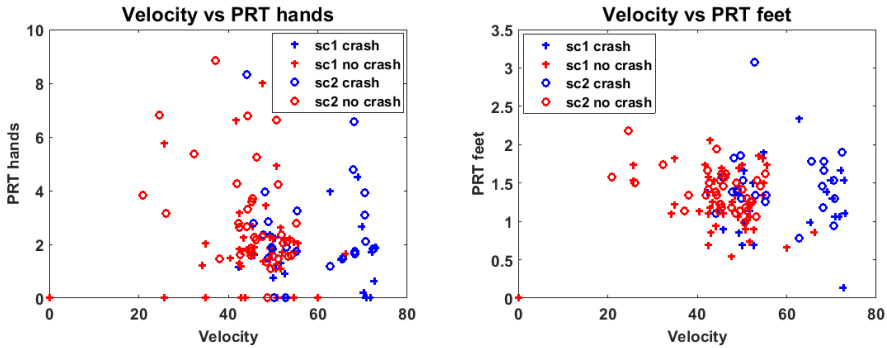 Velocity vs PRT hands
10
8
6
4
2
0
PRT hands
0
20
40
60
80
Velocity
sc1 crash
sc1 no crash
sc2 crash
sc2 no crash
Velocity vs PRT feet
3.5
3
2.5
2
1.5
1
0.5
0
PRT feet
0
20
40
60
80
Velocity
sc1 crash
sc1 no crash
sc2 crash
sc2 no crash